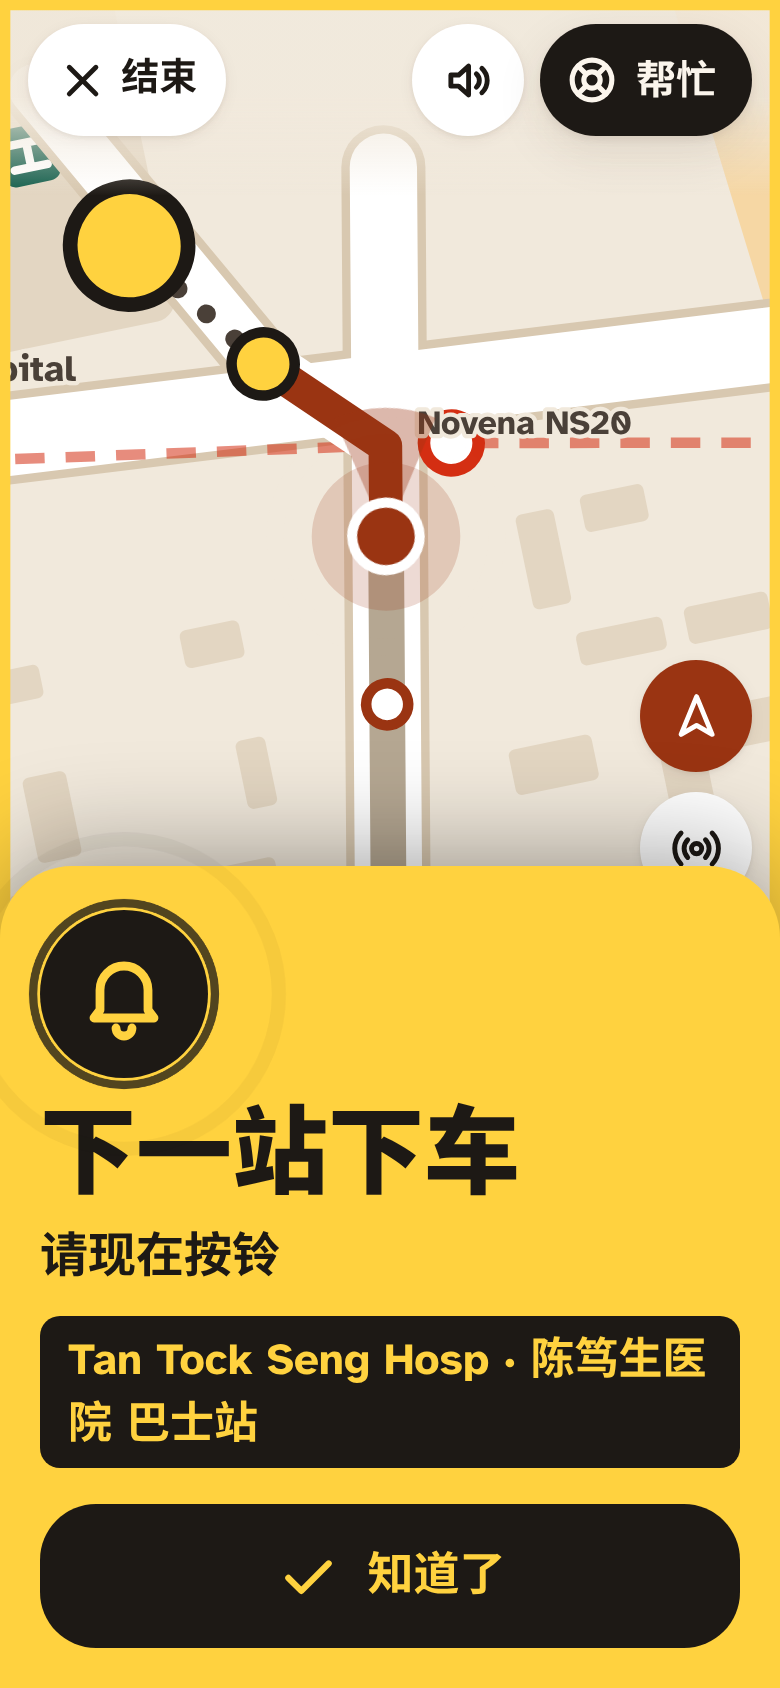 结束
帮忙
H
pital
Novena NS20
下一站下车
请现在按铃
Tan Tock Seng Hosp · 陈笃生医
院 巴士站
知道了